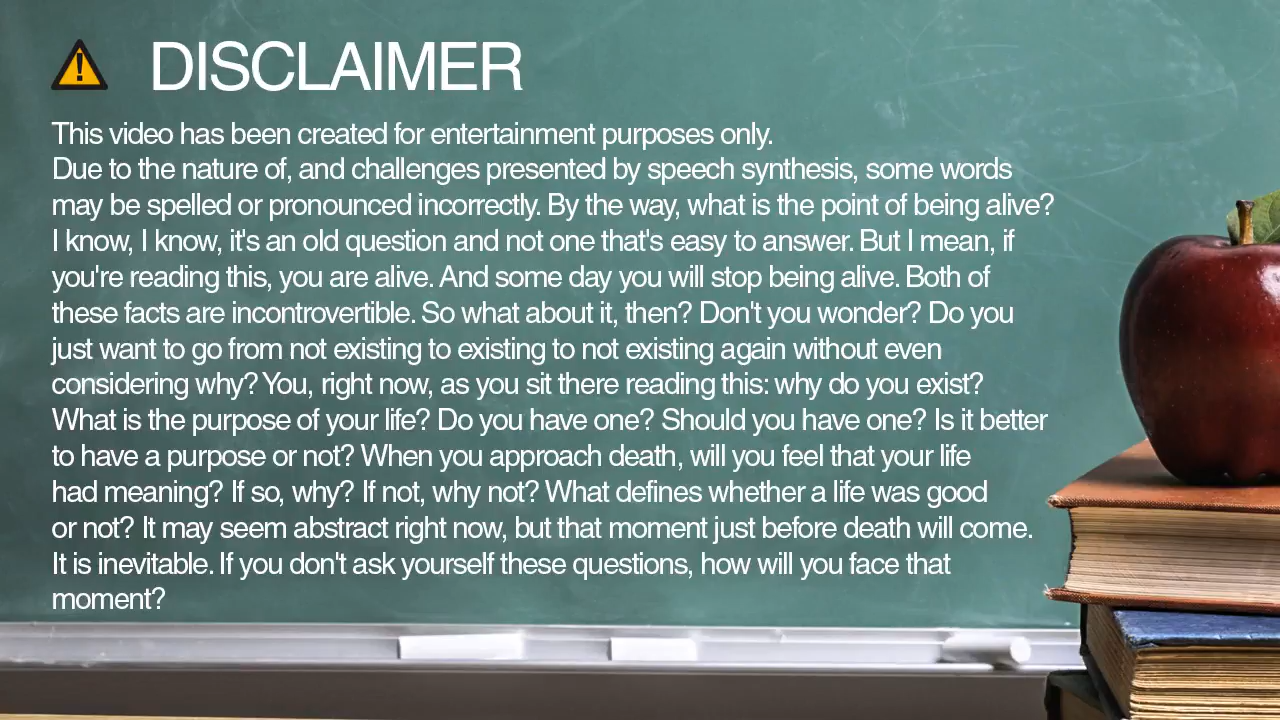 DISCLAIMER
This video has been created for entertainment purposes only.
Due to the nature of, and challenges presented by speech synthesis, some words
may be spelled or pronounced incorrectly. By the way, what is the point of being alive?
I know, I know, it's an old question and not one that's easy to answer. But I mean, if
you're reading this, you are alive. And some day you will stop being alive. Both of
these facts are incontrovertible. So what about it, then? Don't you wonder? Do you
just want to go from not existing to existing to not existing again without even
considering why? You, right now, as you sit there reading this: why do you exist?
What is the purpose of your life? Do you have one? Should you have one? Is it better
to have a purpose or not? When you approach death, will you feel that your life
had meaning? If so, why? If not, why not? What defines whether a life was good
or not? It may seem abstract right now, but that moment just before death will come.
It is inevitable. If you don't ask yourself these questions, how will you face that
moment?